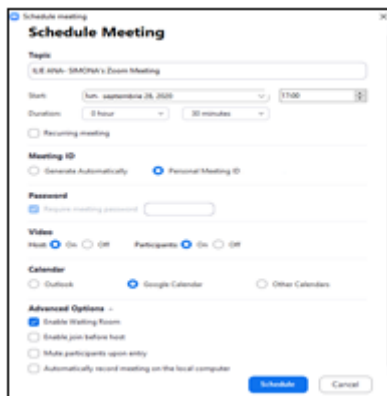 Schedule meeting
Schedule Meeting
Topic
ILIE ANA- SIMONA's Zoom Meeting
Start: lun. septembrie 28, 2020 17:00
Duration: 0 hour 30 minutes
Recurring meeting
Meeting ID
Generate Automatically Personal Meeting ID
Password
Require meeting password
Video
Host On Off Participants On Off
Calendar
Outlook Google Calendar Other Calendars
Advanced Options
Enable Waiting Room
Enable join before host
Mute participants upon entry
Automatically record meeting on the local computer
Schedule Cancel